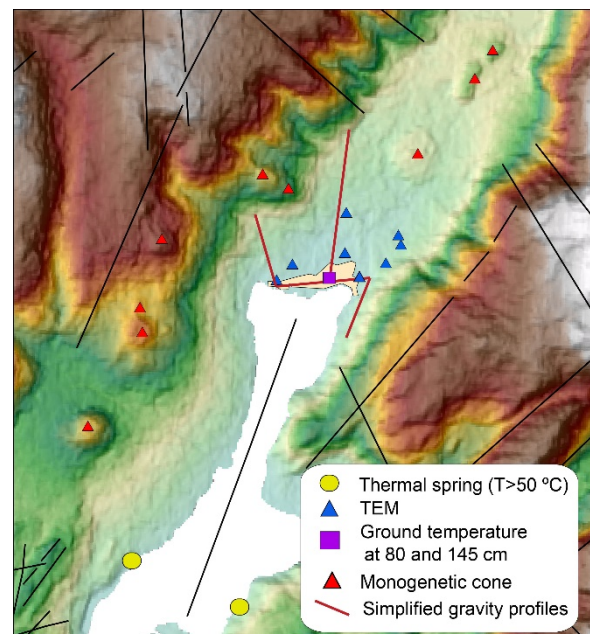 Thermal spring (T>50 ºC)
TEM
Ground temperature
at 80 and 145 cm
Monogenetic cone
Simplified gravity profiles